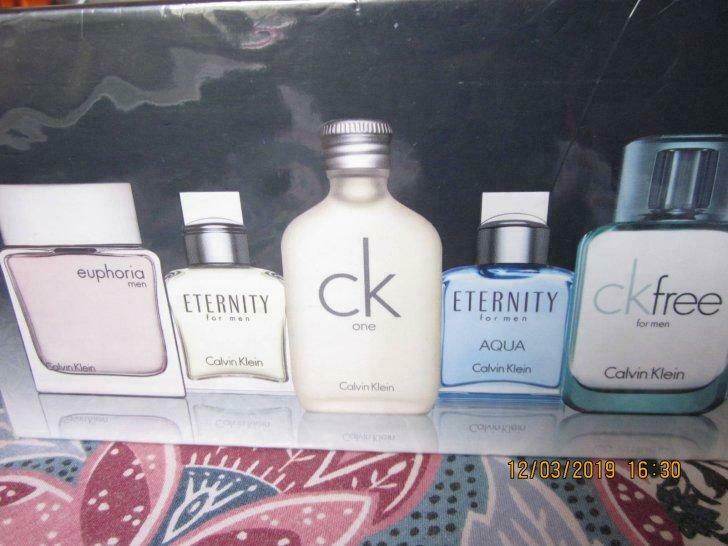 euphoria
men
Calvin Klein
ETERNITY
for men
Calvin Klein
ck
one
Calvin Klein
ETERNITY
for men
AQUA
Calvin Klein
ckfree
for men
Calvin Klein
12/03/2019 16:30